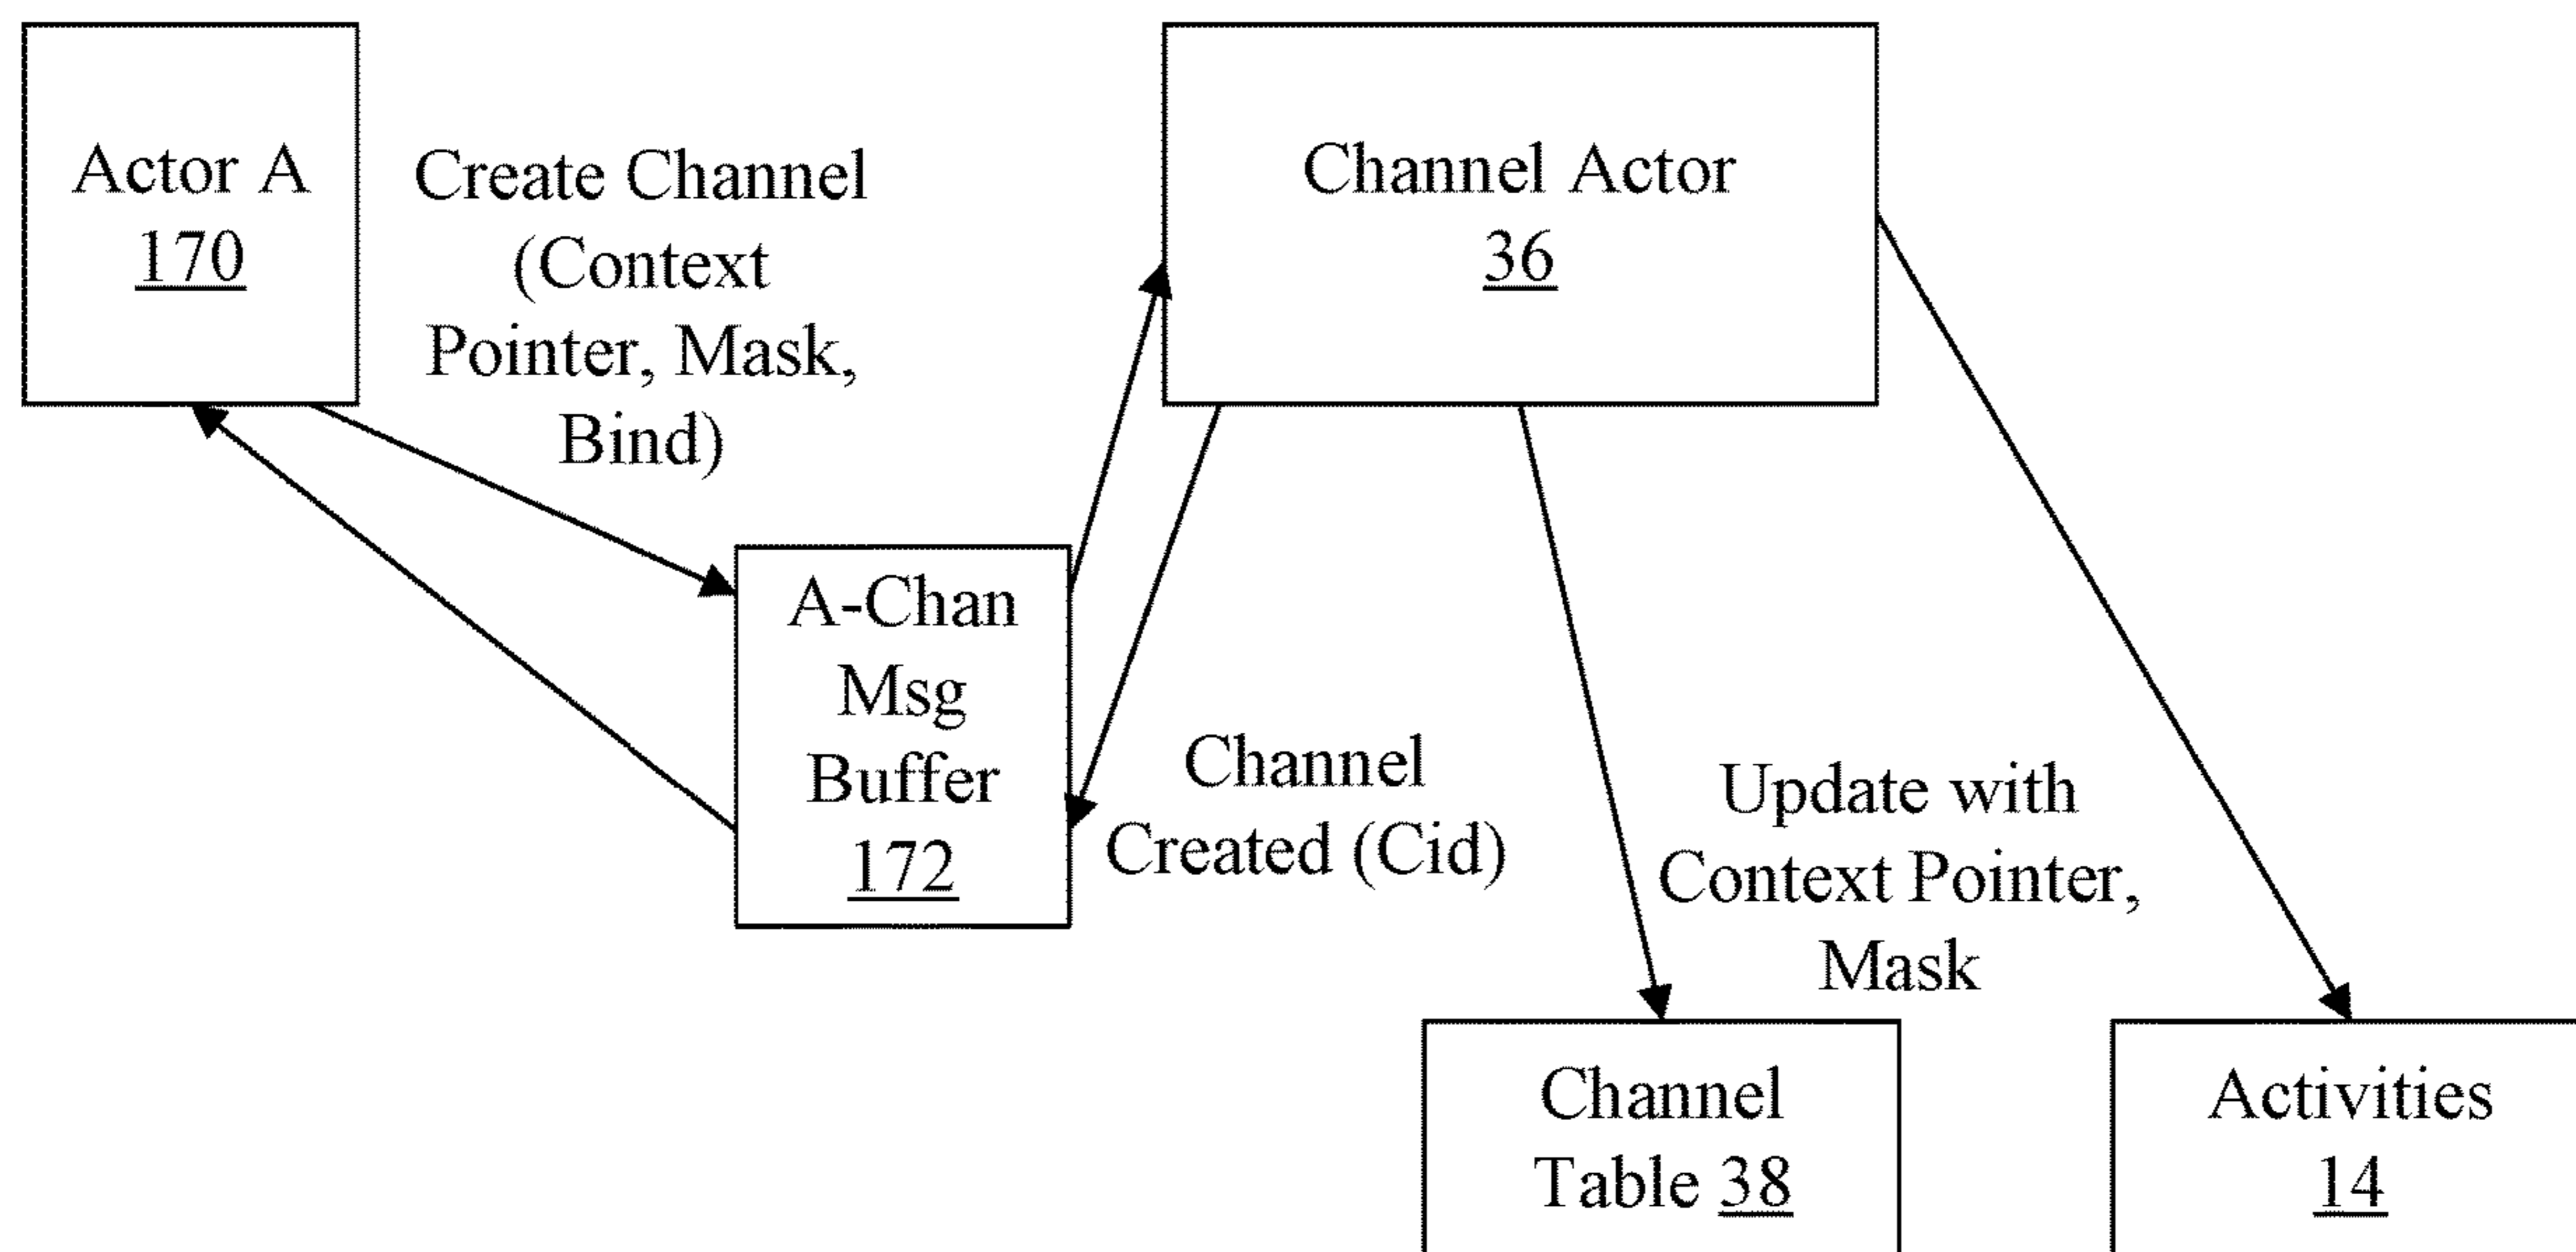 Actor A
170
Create Channel
(Context
Pointer, Mask,
Bind)
Channel Actor
36
A-Chan
Msg
Buffer
172
Channel
Created (Cid)
Update with
Context Pointer,
Mask
Channel
Table 38
Activities
14